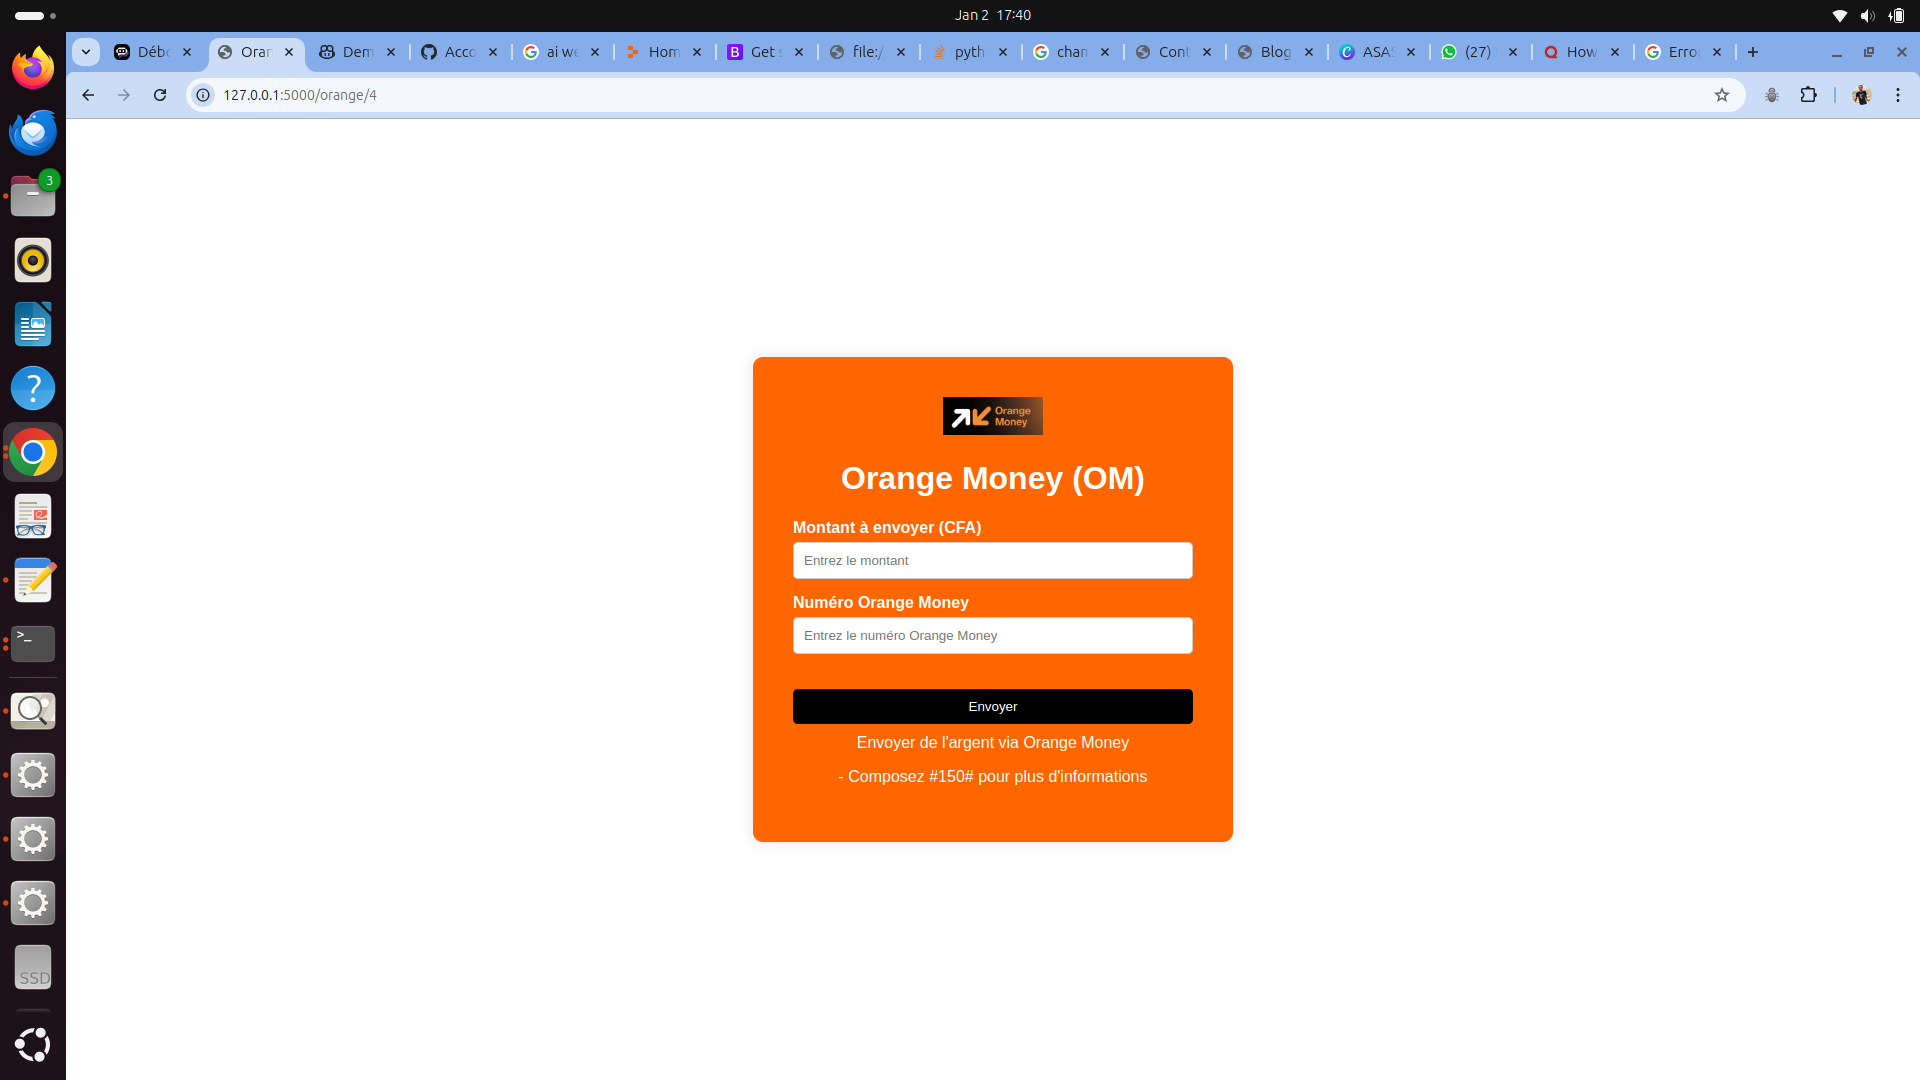 Jan 2 17:40
Débo
Oran
Dem
Acco
ai we
Hom
Get s
file:/
pyth
chan
Cont
Blog
ASAS
(27)
How
Erro
127.0.0.1:5000/orange/4
3
Orange
Money
Orange Money (OM)
Montant à envoyer (CFA)
Entrez le montant
Numéro Orange Money
Entrez le numéro Orange Money
Envoyer
Envoyer de l'argent via Orange Money
- Composez #150# pour plus d'informations
SSD